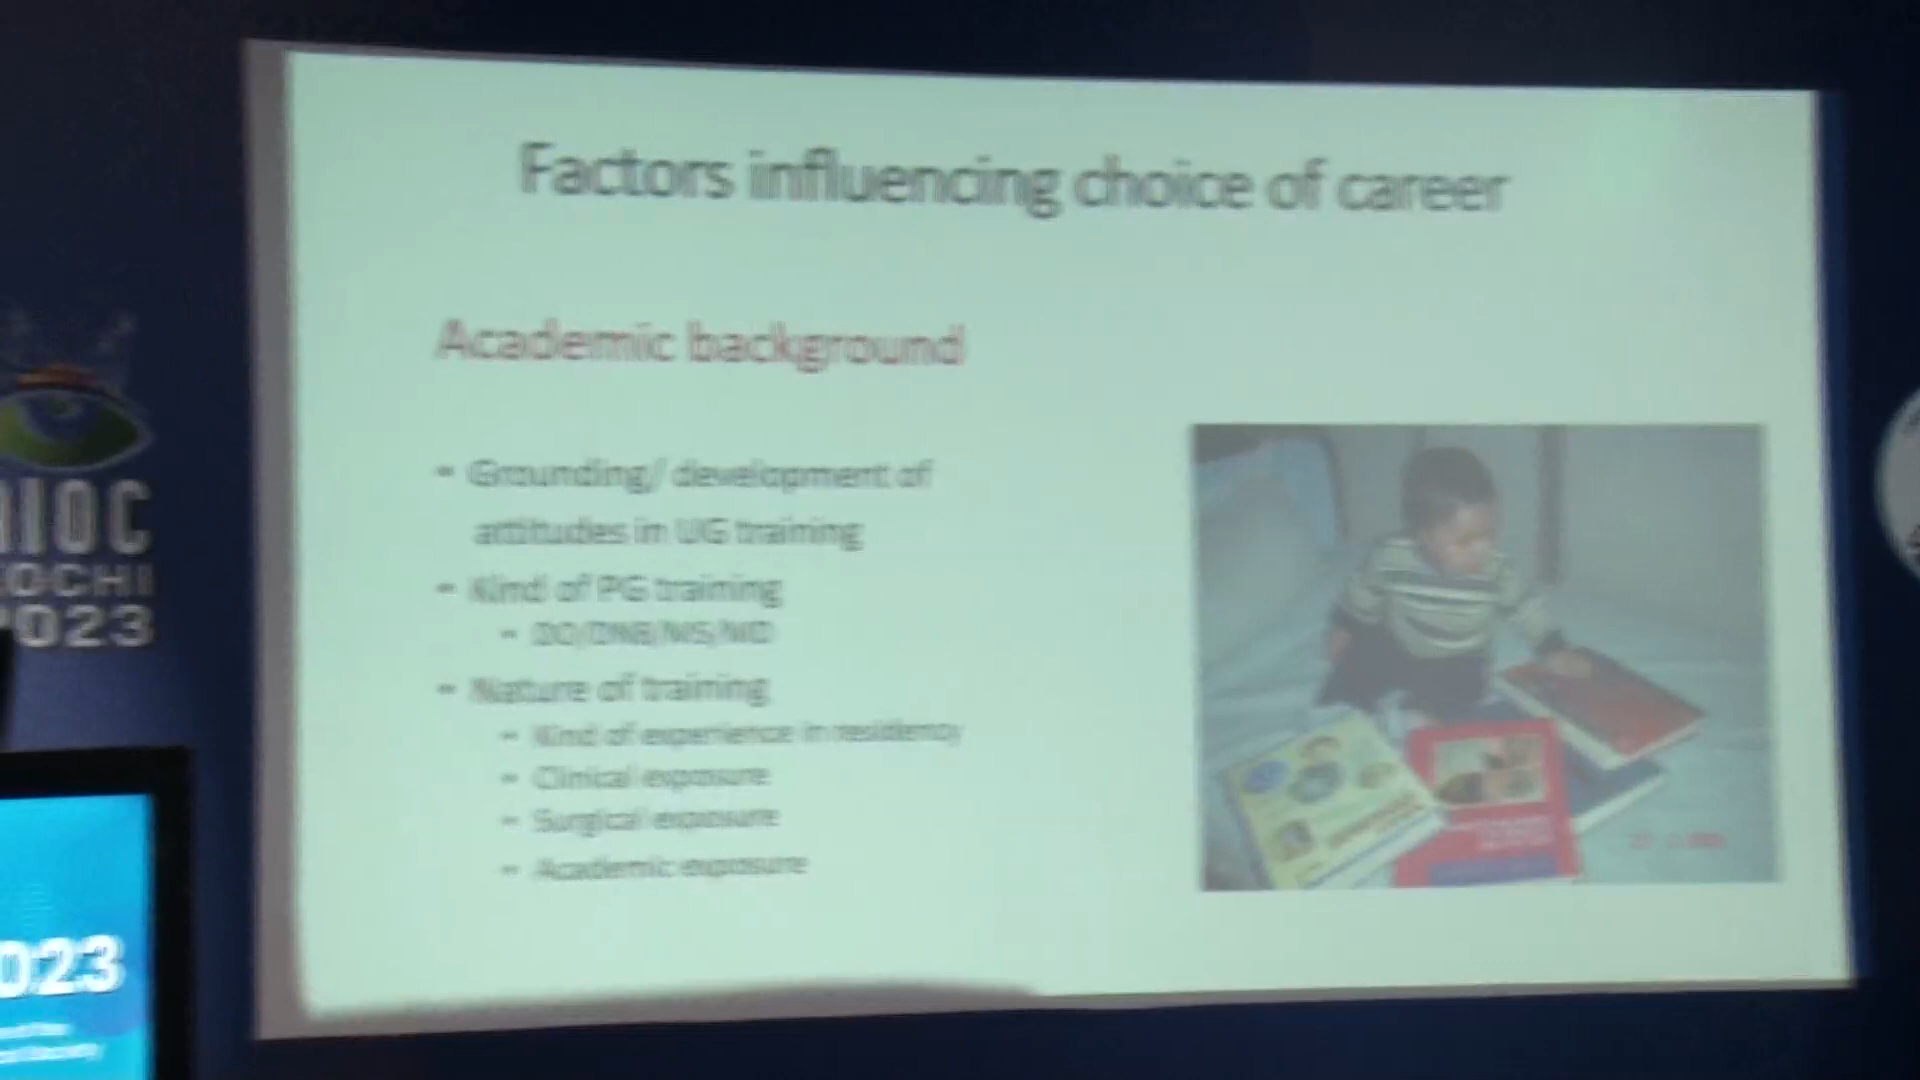 Factors influencing choice of career
Academic background
- Grounding/ development of
attitudes in UG training
- Kind of PG training
- DO/DNB/MS/MD
- Nature of training
- Kind of experience in residency
- Clinical exposure
- Surgical exposure
- Academic exposure
AIOC
KOCHI
2023
023